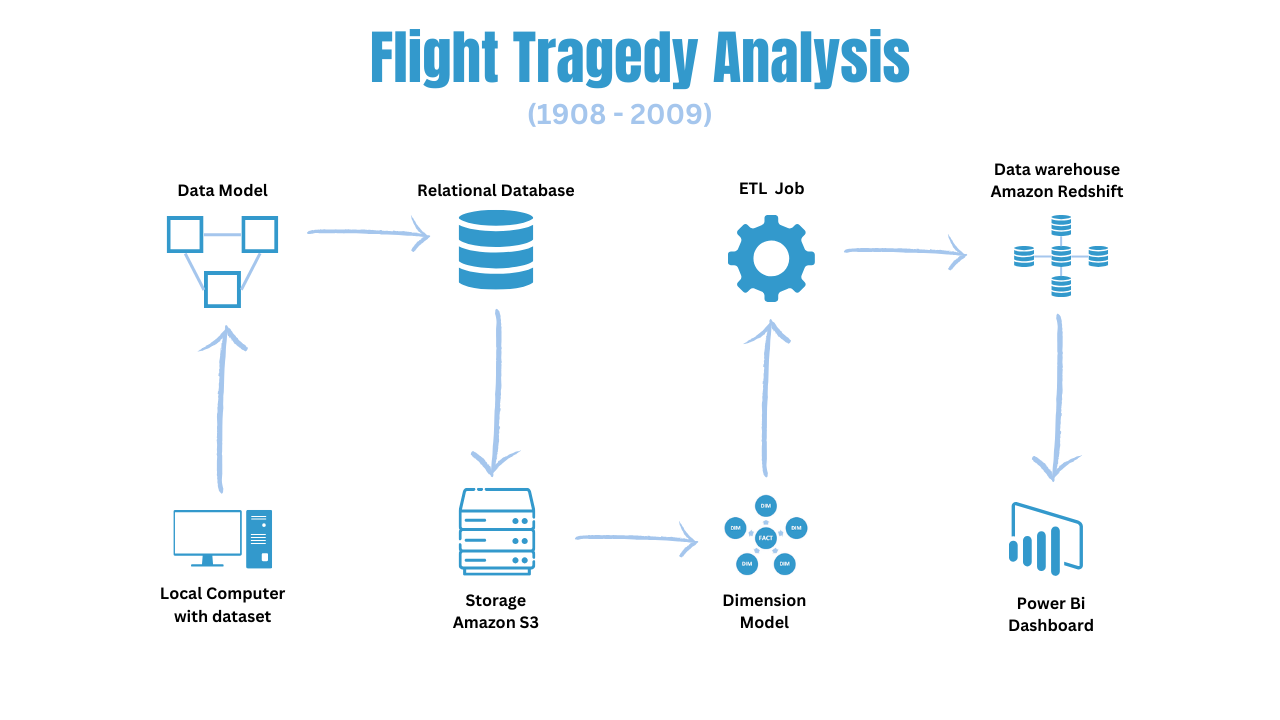 Flight Tragedy Analysis
(1908 - 2009)
Data Model
Relational Database
ETL  Job
Data warehouse
Amazon Redshift
Local Computer
with dataset
Storage
Amazon S3
DIM
DIM
DIM
FACT
DIM
DIM
Dimension
Model
Power Bi
Dashboard